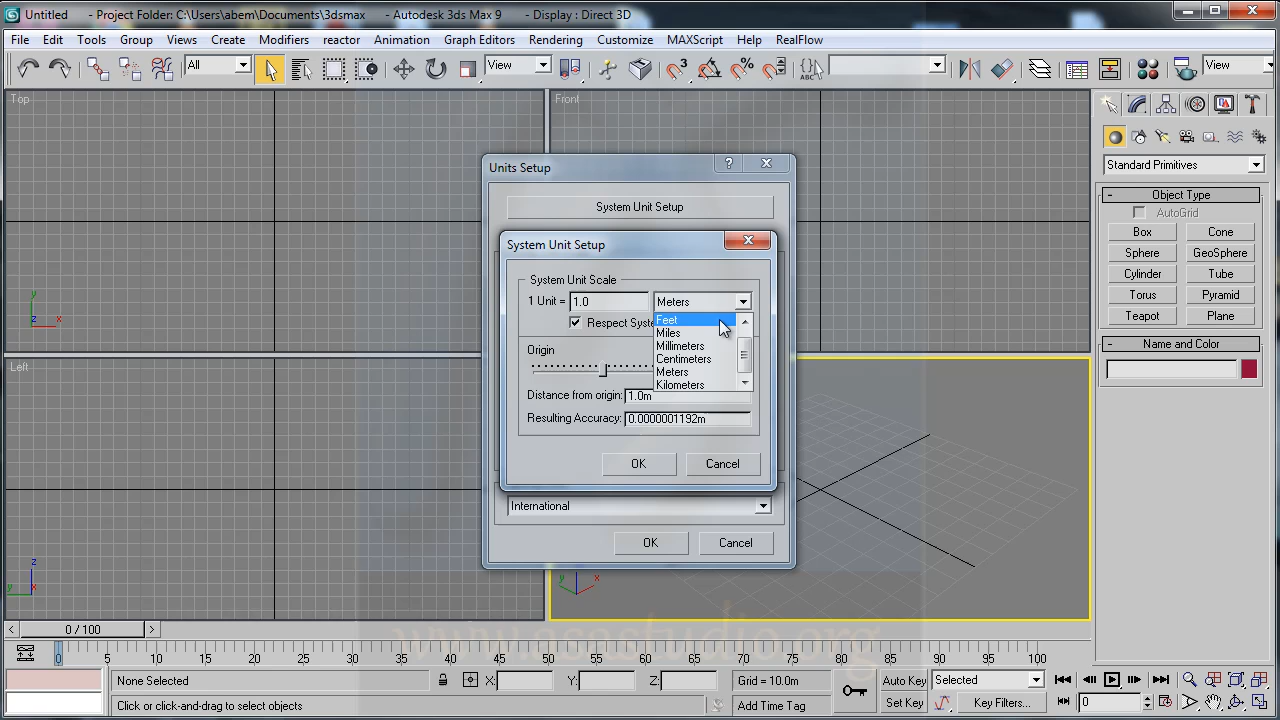 Untitled - Project Folder: C:\Users\abem\Documents\3dsmax - Autodesk 3ds Max 9 - Display : Direct 3D
File Edit Tools Group Views Create Modifiers reactor Animation Graph Editors Rendering Customize MAXScript Help RealFlow
All View 3 % ABC View
Top
Front
Standard Primitives
Units Setup ?
Object Type
AutoGrid
System Unit Setup
Box Cone
System Unit Setup
Sphere GeoSphere
Cylinder Tube
System Unit Scale
Torus Pyramid
1 Unit = 1.0 Meters
Teapot Plane
Respect Syste
Feet
Miles
Millimeters
Centimeters
Meters
Kilometers
Name and Color
Origin
Distance from origin: 1.0m
Resulting Accuracy: 0.0000001192m
OK Cancel
International
OK Cancel
Left
y x z
z y x
y x
0 / 100
www.asastudio.org
0 5 10 15 20 25 30 35 40 45 50 55 60 65 70 75 80 85 90 95 100
None Selected X: Y: Z: Grid = 10.0m Auto Key Selected
Click or click-and-drag to select objects Add Time Tag Set Key Key Filters... 0